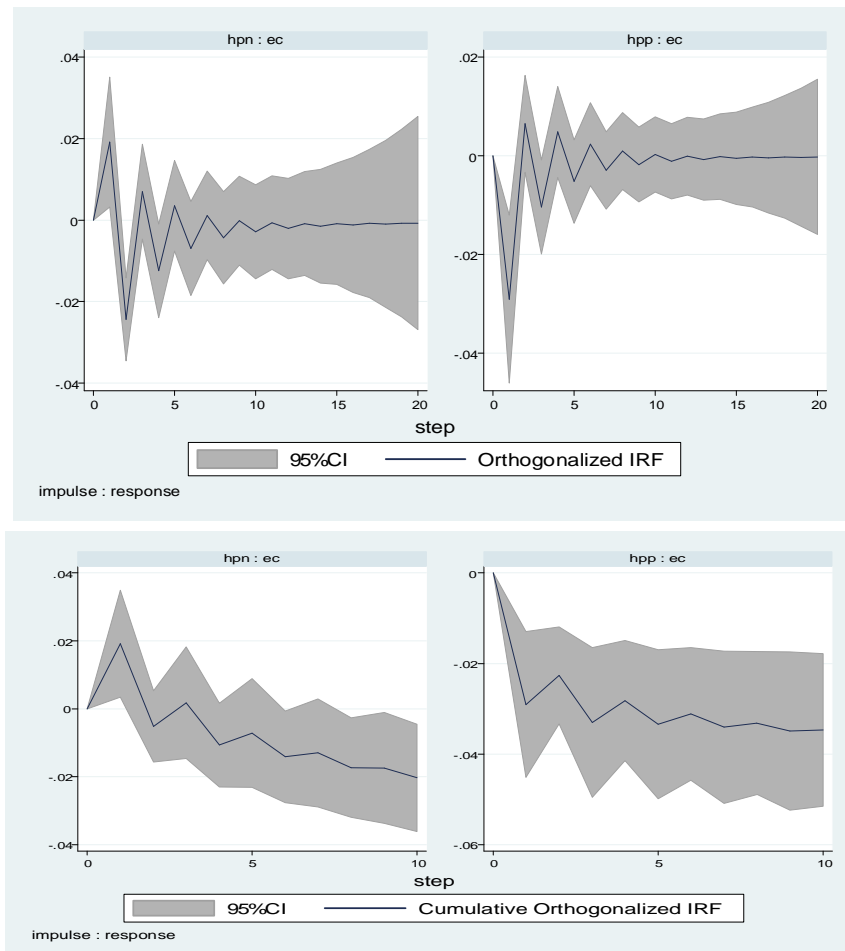 hpn : ec
hpp : ec
.04
.02
0
-.02
-.04
.02
0
-.02
-.04
0
5
10
15
20
0
5
10
15
20
step
95%CI
Orthogonalized IRF
impulse : response
hpn : ec
hpp : ec
.04
.02
0
-.02
-.04
0
-.02
-.04
-.06
0
5
10
0
5
10
step
95%CI
Cumulative Orthogonalized IRF
impulse : response